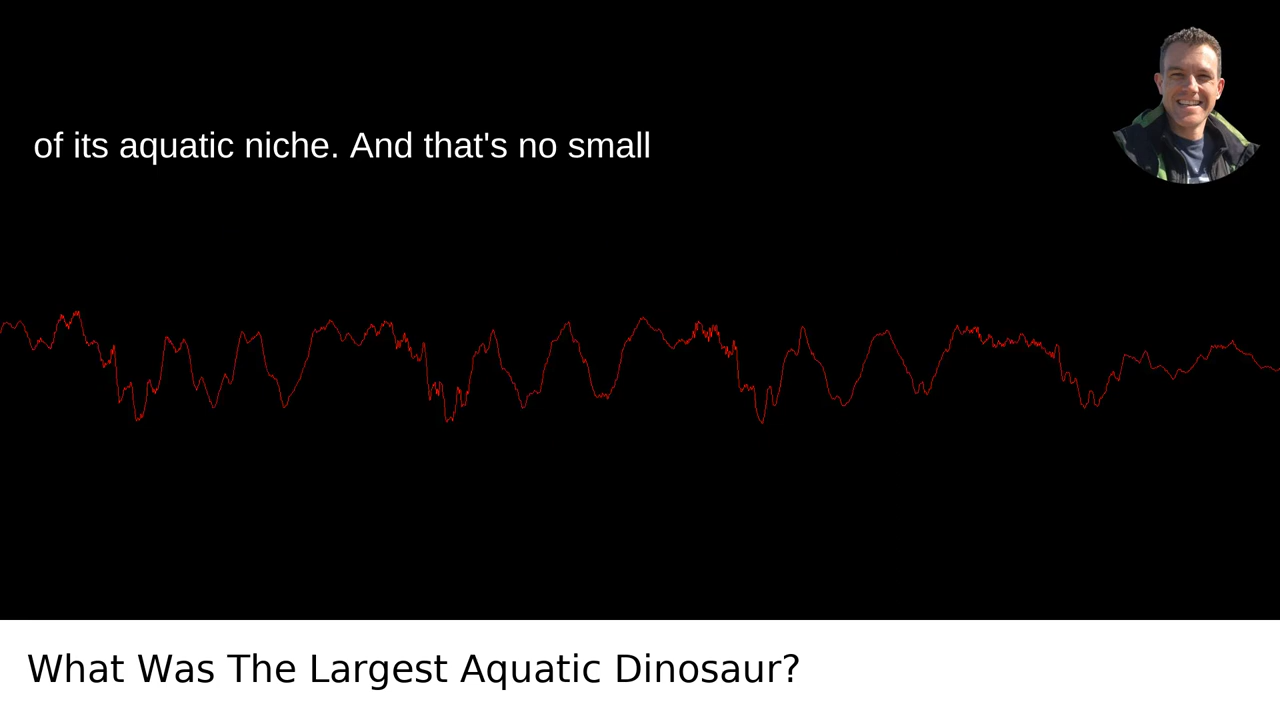 of its aquatic niche. And that's no small
What Was The Largest Aquatic Dinosaur?